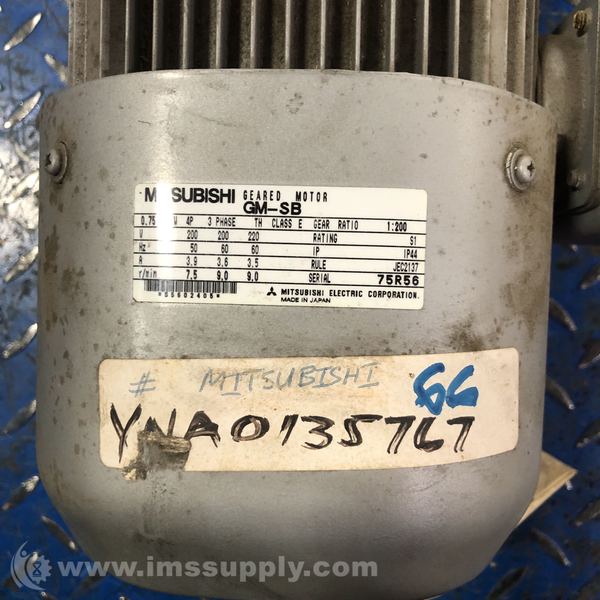 MITSUBISHI GEARED MOTOR
GM-SB
0.75 4P 3 PHASE TH CLASS E GEAR RATIO 1:200
V 200 200 220 RATING S1
Hz 50 60 60 IP IP44
A 3.9 3.6 3.5 RULE JEC2137
r/min 7.5 9.0 9.0 SERIAL 75R56
MITSUBISHI ELECTRIC CORPORATION.
MADE IN JAPAN
# MITSUBISHI GG
YNA0135767
© www.imssupply.com/